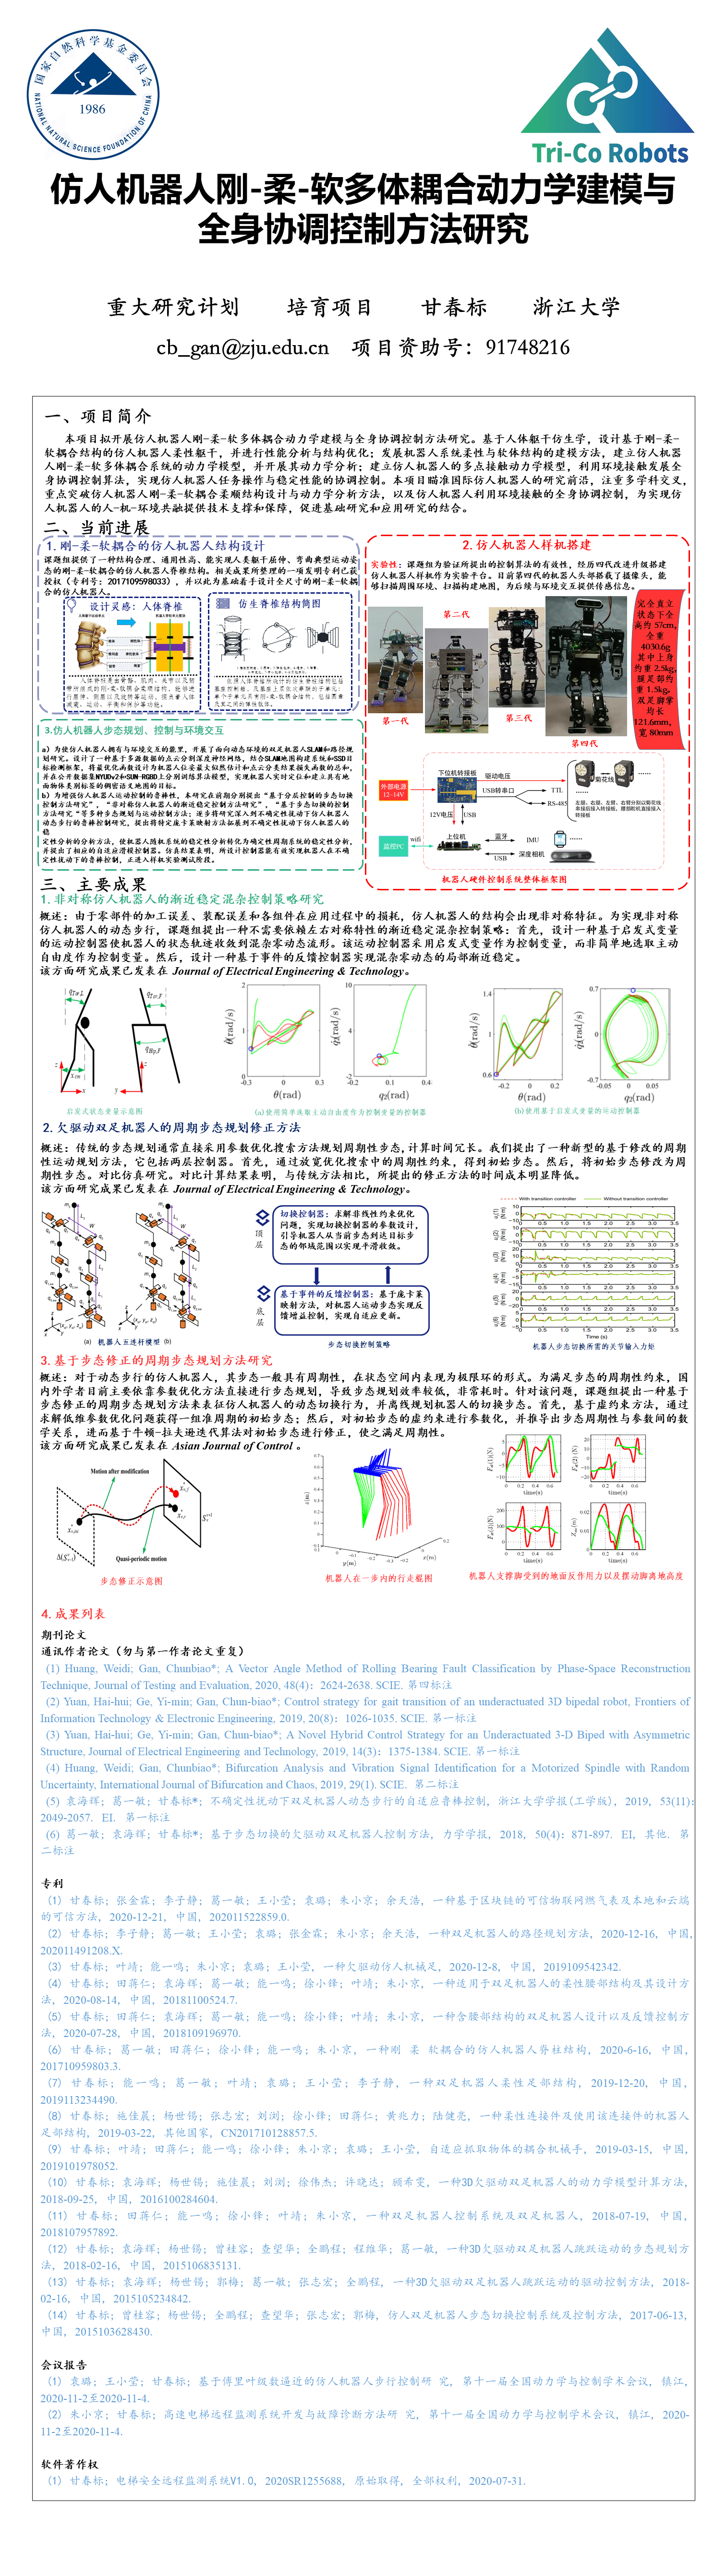 国家自然科学基金委员会
1986
NATIONAL NATURAL SCIENCE FOUNDATION OF CHINA
Tri-Co Robots
仿人机器人刚-柔-软多体耦合动力学建模与
全身协调控制方法研究
重大研究计划 培育项目 甘春标 浙江大学
cb_gan@zju.edu.cn 项目资助号：91748216
一、项目简介
本项目拟开展仿人机器人刚-柔-软多体耦合动力学建模与全身协调控制方法研究。基于人体躯干仿生学，设计基于刚-柔-
软耦合结构的仿人机器人柔性躯干，并进行性能分析与结构优化；发展机器人系统柔性与软体结构的建模方法，建立仿人机器
人刚-柔-软多体耦合系统的动力学模型，并开展其动力学分析；建立仿人机器人的多点接触动力学模型，利用环境接触发展全
身协调控制算法，实现仿人机器人任务操作与稳定性能的协调控制。本项目瞄准国际仿人机器人的研究前沿，注重多学科交叉，
重点突破仿人机器人刚-柔-软耦合柔顺结构设计与动力学分析方法，以及仿人机器人利用环境接触的全身协调控制，为实现仿
人机器人的人-机-环境共融提供技术支撑和保障，促进基础研究和应用研究的结合。
二、当前进展
1. 刚-柔-软耦合的仿人机器人结构设计
课题组提供了一种结构合理、通用性高、能实现人类躯干屈伸、弯曲典型运动姿
态的刚-柔-软耦合的仿人机器人脊椎结构。相关成果所整理的一项发明专利已获
授权（专利号：2017109598033），并以此为基础着手设计全尺寸的刚-柔-软耦
合的仿人机器人。
设计灵感：人体脊椎
仿生脊椎结构简图
2. 仿人机器人样机搭建
实验性：课题组为验证所提出的控制算法的有效性，经历四代改进升级搭建
仿人机器人样机作为实验平台。目前第四代的机器人头部搭载了摄像头，能
够扫描周围环境、扫描构建地图，为后续与环境交互提供传感信息。
第一代
第二代
第三代
第四代
完全直立
状态下全
高约 57cm,
全重
4030.6g
其中上身
约重 2.5kg,
腿足部约
重 1.5kg,
双足脚掌
均长
121.6mm,
宽 80mm
外部电源
12-14V
下位机转接板
驱动电压
USB转串口
TTL
RS-485
菊花线
12V电压
USB
监控PC
wifi
上位机
蓝牙
IMU
USB
深度相机
机器人硬件控制系统整体框架图
3.仿人机器人步态规划、控制与环境交互
a) 为使仿人机器人拥有与环境交互的能里，开展了面向动态环境的双足机器人SLAM和路径规
划研究。设计了一种基于多源数据的点云分割深度神经网络，结合SLAM地图构建系统和SSD目
标检测框架，将最优化函数设计为机器人位姿最大似然估计和点云分类结果损失函数的态和，
并在公开数据集NYUDv2和SUN-RGBD上分别训练算法模型，实现机器人实时定位和建立具有地
面物体类别标签的稠密语义地图的目标。
b) 为增强仿人机器人运动控制的鲁棒性，本研究在前期分别提出“基于分层控制的步态切换
控制方法研究”，“非对称仿人机器人的渐近稳定混杂控制方法研究”，“基于步态修正的控制
方法研究”等多种步态规划与运动控制方法；逐步将研究深入到不确定性扰动下仿人机器人
动态步行的鲁棒控制研究。提出将特定庞卡莱映射方法拓展到不确定性扰动下仿人机器人的
稳
定性分析的分析方法，使机器人随机系统的稳定性分析转化为确定性周期系统的稳定性分析，
并提出了相应的自适应滑模控制器。仿真结果表明，所设计控制器能有效实现机器人在不确
定性扰动下的鲁棒控制，正进入样机实验测试阶段。
三、主要成果
1. 非对称仿人机器人的渐近稳定混杂控制策略研究
概述：由于零部件的加工误差、装配误差和各组件在应用过程中的损耗，仿人机器人的结构会出现非对称特征。为实现非对称
仿人机器人的动态步行，课题组提出一种不需要依赖左右对称特性的渐近稳定混杂控制策略：首先，设计一种基于启发式变量
的运动控制器使机器人的状态轨迹收敛到混杂零动态流形。该运动控制器采用启发式变量作为控制变量，而非简单地选取主动
自由度作为控制变量。然后，设计一种基于事件的反馈控制器实现混杂零动态的局部渐近稳定。
该方面研究成果已发表在 Journal of Electrical Engineering & Technology。
启发式状态变量示意图
(a)使用简单选取主动自由度作为控制变量的控制器
(b)使用基于启发式变量的运动控制器
2. 欠驱动双足机器人的周期步态规划修正方法
概述：传统的步态规划通常直接采用参数优化搜索方法规划周期性步态,计算时间冗长。我们提出了一种新型的基于修改的周期
性运动规划方法，它包括两层控制器。首先，通过放宽优化搜索中的周期性约束，得到初始步态。然后，将初始步态修改为周
期性步态。对比仿真研究。对比计算结果表明，与传统方法相比，所提出的修正方法的时间成本明显降低。
该方面研究成果已发表在 Journal of Electrical Engineering & Technology。
(a) 机器人五连杆模型 (b)
顶层
切换控制器：求解非线性约束优化
问题，实现切换控制器的参数设计，
引导机器人从当前步态到达目标步
态的邻域范围以实现平滑收敛。
底层
基于事件的反馈控制器：基于庞卡莱
映射方法，对机器人运动步态实现反
馈增益控制，实现自适应更新。
步态切换控制策略
With transition controller Without transition controller
Time (s)
机器人步态切换所需的关节输入力矩
3. 基于步态修正的周期步态规划方法研究
概述：对于动态步行的仿人机器人，其步态一般具有周期性，在状态空间内表现为极限环的形式。为满足步态的周期性约束，国
内外学者目前主要依靠参数优化方法直接进行步态规划，导致步态规划效率较低，非常耗时。针对该问题，课题组提出一种基于
步态修正的周期步态规划方法来表征仿人机器人的动态切换行为，并离线规划机器人的切换步态。首先，基于虚约束方法，通过
求解低维参数优化问题获得一组准周期的初始步态；然后，对初始步态的虚约束进行参数化，并推导出步态周期性与参数间的数
学关系，进而基于牛顿-拉夫逊迭代算法对初始步态进行修正，使之满足周期性。
该方面研究成果已发表在 Asian Journal of Control 。
Motion after modification
Quasi-periodic motion
步态修正示意图
机器人在一步内的行走棍图
机器人支撑脚受到的地面反作用力以及摆动脚离地高度
4. 成果列表
期刊论文
通讯作者论文（勿与第一作者论文重复）
(1) Huang, Weidi; Gan, Chunbiao*; A Vector Angle Method of Rolling Bearing Fault Classification by Phase-Space Reconstruction
Technique, Journal of Testing and Evaluation, 2020, 48(4)：2624-2638. SCIE. 第四标注
(2) Yuan, Hai-hui; Ge, Yi-min; Gan, Chun-biao*; Control strategy for gait transition of an underactuated 3D bipedal robot, Frontiers of
Information Technology & Electronic Engineering, 2019, 20(8)：1026-1035. SCIE. 第一标注
(3) Yuan, Hai-hui; Ge, Yi-min; Gan, Chun-biao*; A Novel Hybrid Control Strategy for an Underactuated 3-D Biped with Asymmetric
Structure, Journal of Electrical Engineering and Technology, 2019, 14(3)：1375-1384. SCIE. 第一标注
(4) Huang, Weidi; Gan, Chunbiao*; Bifurcation Analysis and Vibration Signal Identification for a Motorized Spindle with Random
Uncertainty, International Journal of Bifurcation and Chaos, 2019, 29(1). SCIE. 第二标注
(5) 袁海辉；葛一敏；甘春标*；不确定性扰动下双足机器人动态步行的自适应鲁棒控制, 浙江大学学报(工学版), 2019, 53(11)：
2049-2057. EI. 第一标注
(6) 葛一敏；袁海辉；甘春标*；基于步态切换的欠驱动双足机器人控制方法, 力学学报, 2018, 50(4)：871-897. EI, 其他. 第
二标注
专利
(1) 甘春标；张金霖；李子静；葛一敏；王小莹；袁璐；朱小京；余天浩, 一种基于区块链的可信物联网燃气表及本地和云端
的可信方法, 2020-12-21, 中国, 202011522859.0.
(2) 甘春标；李子静；葛一敏；王小莹；袁璐；张金霖；朱小京；余天浩, 一种双足机器人的路径规划方法, 2020-12-16, 中国,
202011491208.X.
(3) 甘春标；叶靖；能一鸣；朱小京；袁璐；王小莹, 一种欠驱动仿人机械足, 2020-12-8, 中国, 2019109542342.
(4) 甘春标；田蒋仁；袁海辉；葛一敏；能一鸣；徐小锋；叶靖；朱小京, 一种适用于双足机器人的柔性腰部结构及其设计方
法, 2020-08-14, 中国, 20181100524.7.
(5) 甘春标；田蒋仁；袁海辉；葛一敏；能一鸣；徐小锋；叶靖；朱小京, 一种含腰部结构的双足机器人设计以及反馈控制方
法, 2020-07-28, 中国, 2018109196970.
(6) 甘春标；葛一敏；田蒋仁；徐小锋；能一鸣；朱小京, 一种刚 柔 软耦合的仿人机器人脊柱结构, 2020-6-16, 中国,
201710959803.3.
(7) 甘春标；能一鸣；葛一敏；叶靖；袁璐；王小莹；李子静, 一种双足机器人柔性足部结构, 2019-12-20, 中国,
2019113234490.
(8) 甘春标；施佳晨；杨世锡；张志宏；刘浏；徐小锋；田蒋仁；黄兆力；陆健亮, 一种柔性连接件及使用该连接件的机器人
足部结构, 2019-03-22, 其他国家, CN201710128857.5.
(9) 甘春标；叶靖；田蒋仁；能一鸣；徐小锋；朱小京；袁璐；王小莹, 自适应抓取物体的耦合机械手, 2019-03-15, 中国,
2019101978052.
(10) 甘春标；袁海辉；杨世锡；施佳晨；刘浏；徐伟杰；许晓达；顾希雯, 一种3D欠驱动双足机器人的动力学模型计算方法,
2018-09-25, 中国, 2016100284604.
(11) 甘春标；田蒋仁；能一鸣；徐小锋；叶靖；朱小京, 一种双足机器人控制系统及双足机器人, 2018-07-19, 中国,
2018107957892.
(12) 甘春标；袁海辉；杨世锡；曾桂容；查望华；全鹏程；程维华；葛一敏, 一种3D欠驱动双足机器人跳跃运动的步态规划方
法, 2018-02-16, 中国, 2015106835131.
(13) 甘春标；袁海辉；杨世锡；郭梅；葛一敏；张志宏；全鹏程, 一种3D欠驱动双足机器人跳跃运动的驱动控制方法, 2018-
02-16, 中国, 2015105234842.
(14) 甘春标；曾桂容；杨世锡；全鹏程；查望华；张志宏；郭梅, 仿人双足机器人步态切换控制系统及控制方法, 2017-06-13,
中国, 2015103628430.
会议报告
(1) 袁璐；王小莹；甘春标；基于傅里叶级数逼近的仿人机器人步行控制研 究, 第十一届全国动力学与控制学术会议, 镇江,
2020-11-2至2020-11-4.
(2) 朱小京；甘春标；高速电梯远程监测系统开发与故障诊断方法研 究, 第十一届全国动力学与控制学术会议, 镇江, 2020-
11-2至2020-11-4.
软件著作权
(1) 甘春标；电梯安全远程监测系统V1.0, 2020SR1255688, 原始取得, 全部权利, 2020-07-31.